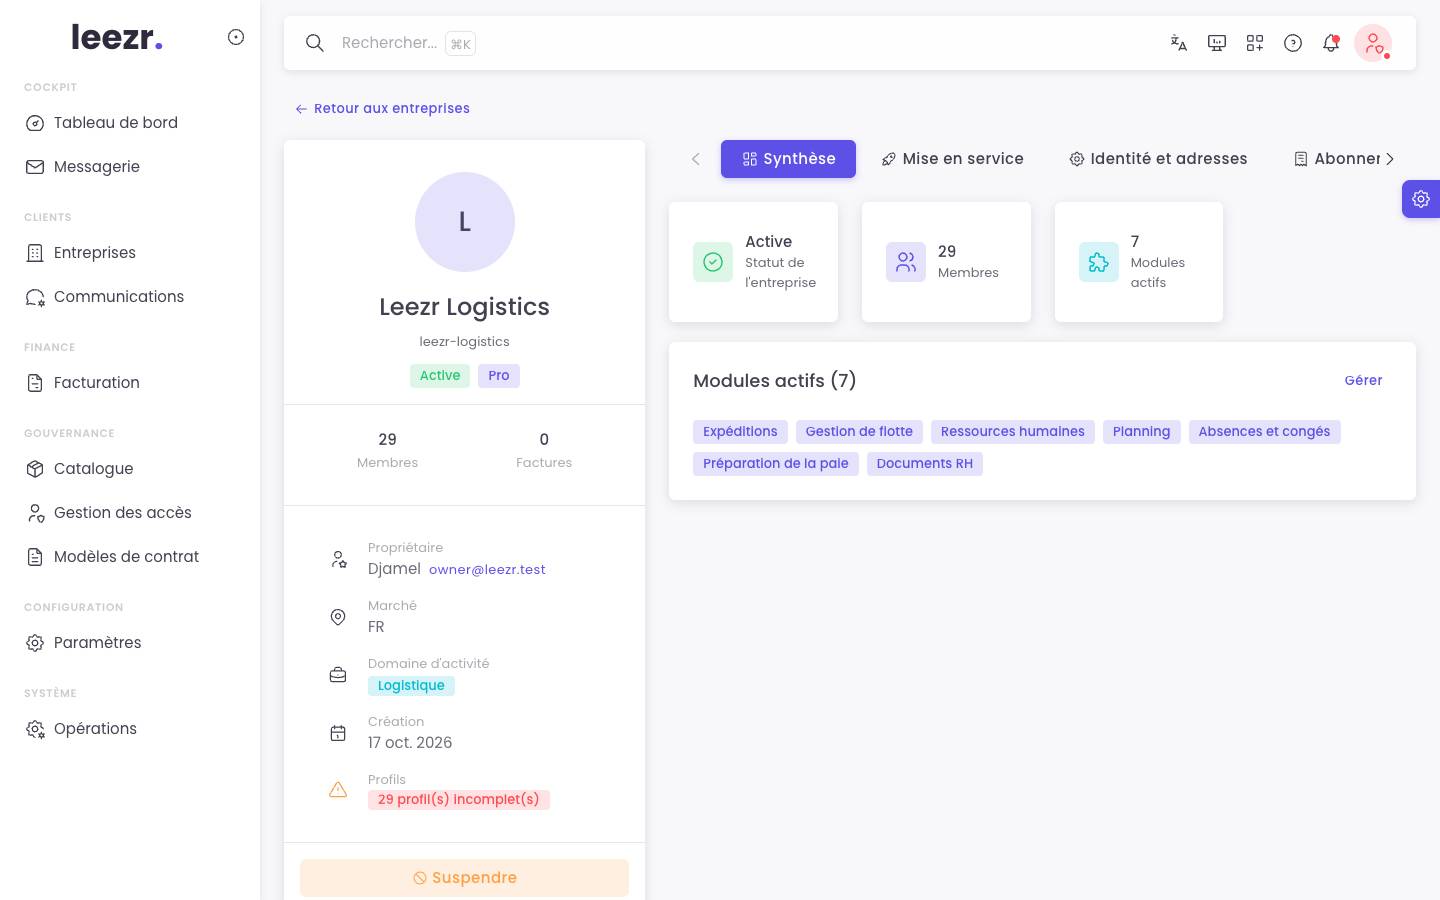 leezr.
COCKPIT
Tableau de bord
Messagerie
CLIENTS
Entreprises
Communications
FINANCE
Facturation
GOUVERNANCE
Catalogue
Gestion des accès
Modèles de contrat
CONFIGURATION
Paramètres
SYSTÈME
Opérations
Rechercher... ⌘K
Retour aux entreprises
L
Leezr Logistics
leezr-logistics
Active Pro
29 0
Membres Factures
Propriétaire
Djamel owner@leezr.test
Marché
FR
Domaine d'activité
Logistique
Création
17 oct. 2026
Profils
29 profil(s) incomplet(s)
Suspendre
Synthèse Mise en service Identité et adresses Abonner
Active
Statut de
l'entreprise
29
Membres
7
Modules
actifs
Modules actifs (7) Gérer
Expéditions Gestion de flotte Ressources humaines Planning Absences et congés
Préparation de la paie Documents RH